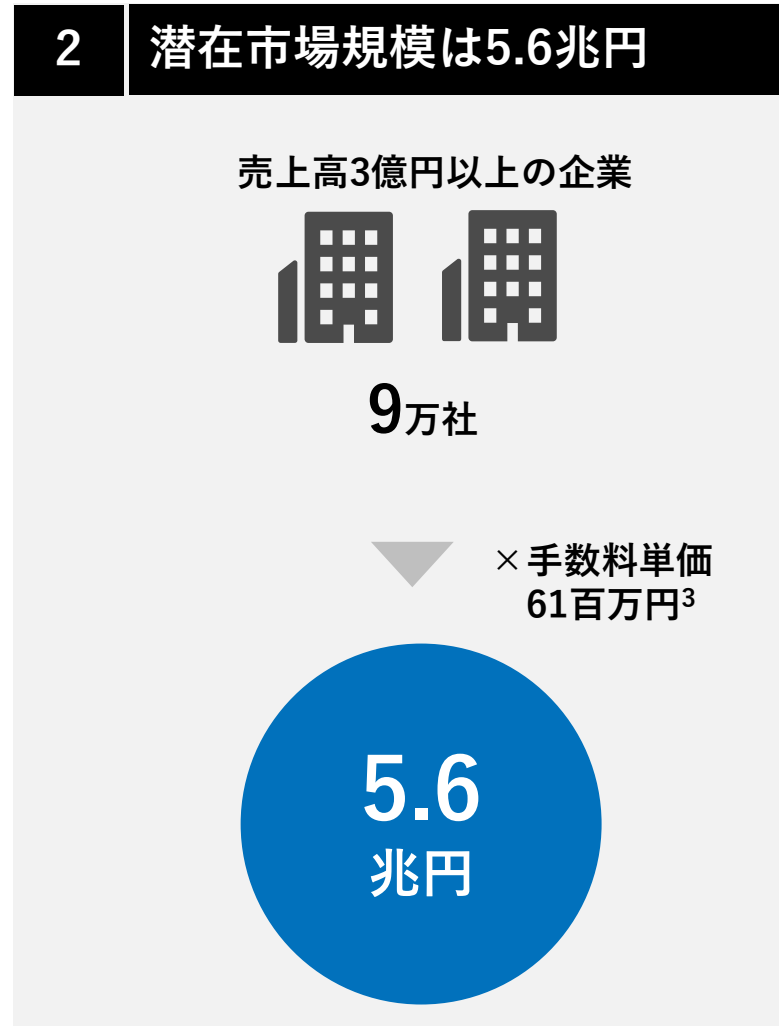 2
潜在市場規模は5.6兆円
売上高3億円以上の企業
9万社
×手数料単価
61百万円³
5.6
兆円